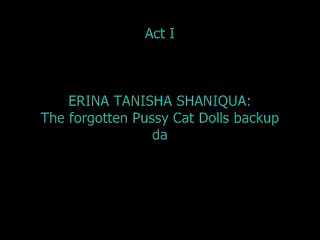 Act I
ERINA TANISHA SHANIQUA:
The forgotten Pussy Cat Dolls backup
da